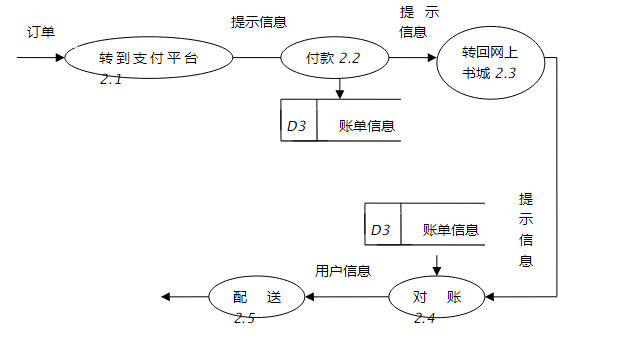 订单
提示信息
提 示
信息
转到支付平台
2.1
付款 2.2
转回网上
书城 2.3
D3 账单信息
D3 账单信息
提
示
信
息
用户信息
配 送
2.5
对 账
2.4